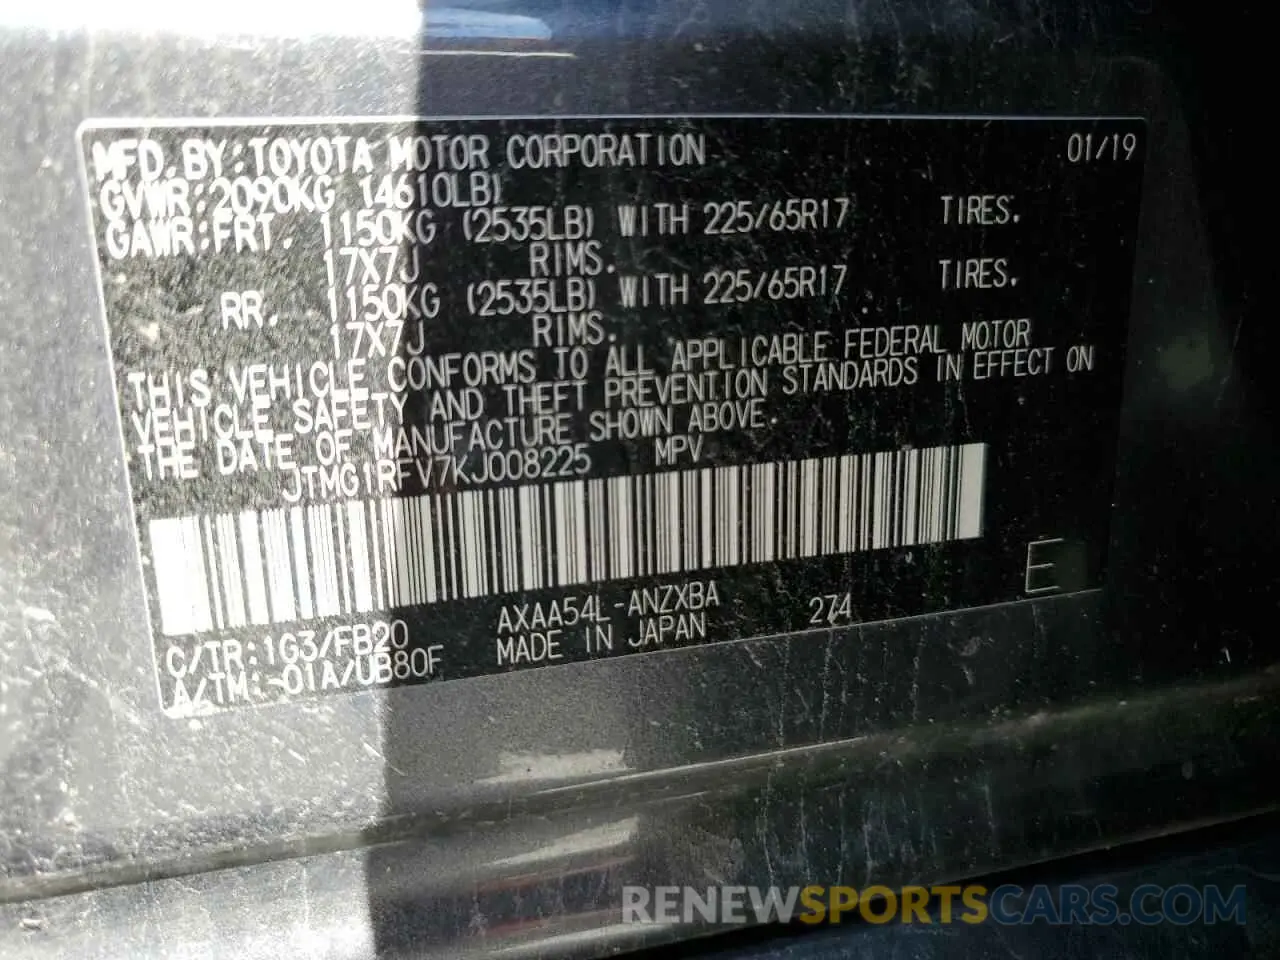 MFD. BY: TOYOTA MOTOR CORPORATION 01/19
GVWR: 2090KG (4610LB)
GAWR: FRT. 1150KG (2535LB) WITH 225/65R17 TIRES.
17X7J RIMS.
RR. 1150KG (2535LB) WITH 225/65R17 TIRES.
17X7J RIMS.
THIS VEHICLE CONFORMS TO ALL APPLICABLE FEDERAL MOTOR
VEHICLE SAFETY AND THEFT PREVENTION STANDARDS IN EFFECT ON
THE DATE OF MANUFACTURE SHOWN ABOVE.
JTMG1RFV7KJ008225 MPV
E
C/TR: 1G3/FB20 AXAA54L-ANZXBA 274
A/TM: -01A/UB80F MADE IN JAPAN
RENEWSPORTSCARS.COM